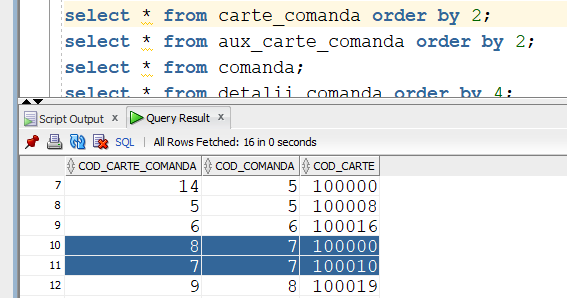 select * from carte_comanda order by 2;
select * from aux_carte_comanda order by 2;
select * from comanda;
select * from detalii_comanda order by 4;
Script Output x Query Result x
SQL | All Rows Fetched: 16 in 0 seconds
COD_CARTE_COMANDA COD_COMANDA COD_CARTE
7 14 5 100000
8 5 5 100008
9 6 6 100016
10 8 7 100000
11 7 7 100010
12 9 8 100019